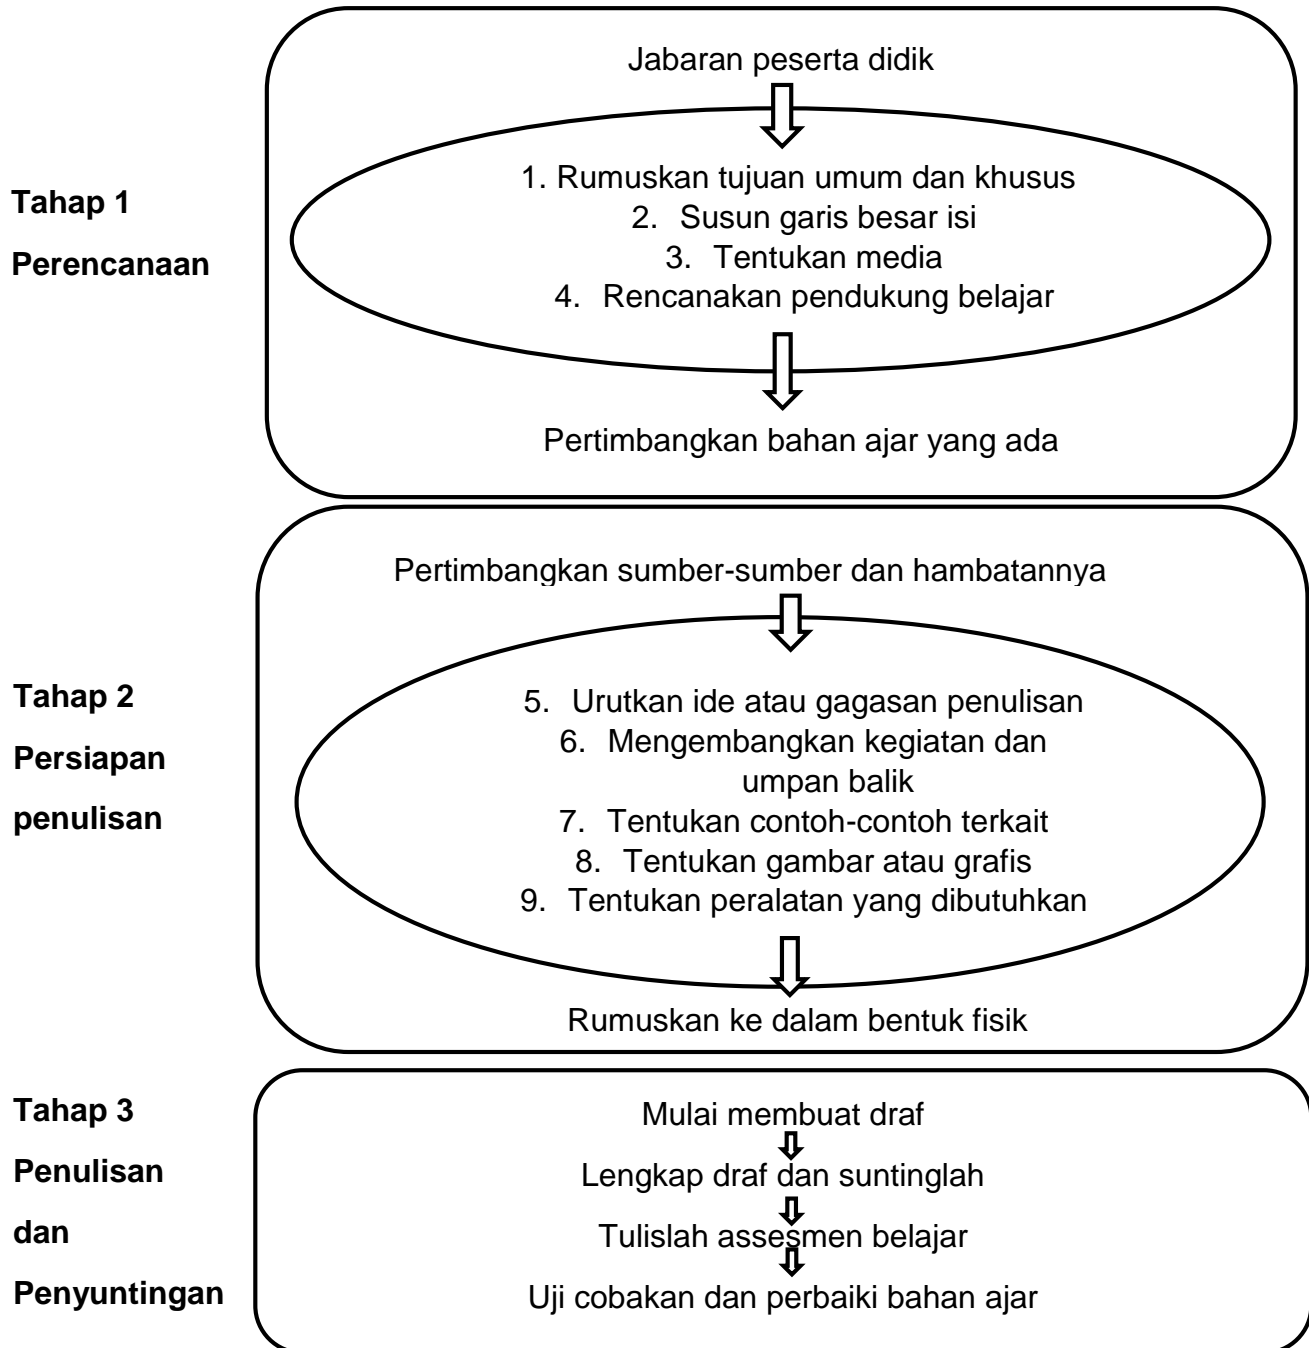 Jabaran peserta didik
Tahap 1
Perencanaan
1. Rumuskan tujuan umum dan khusus
2. Susun garis besar isi
3. Tentukan media
4. Rencanakan pendukung belajar
Pertimbangkan bahan ajar yang ada
Pertimbangkan sumber-sumber dan hambatannya
Tahap 2
Persiapan
penulisan
5. Urutkan ide atau gagasan penulisan
6. Mengembangkan kegiatan dan
umpan balik
7. Tentukan contoh-contoh terkait
8. Tentukan gambar atau grafis
9. Tentukan peralatan yang dibutuhkan
Rumuskan ke dalam bentuk fisik
Tahap 3
Penulisan
dan
Penyuntingan
Mulai membuat draf
Lengkap draf dan suntinglah
Tulislah assesmen belajar
Uji cobakan dan perbaiki bahan ajar